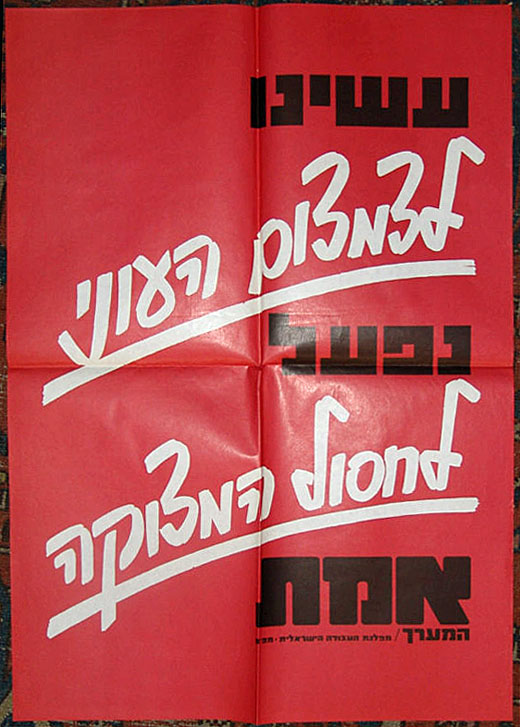 עשינו
לצמצום העוני
נפעל
לחסול המצוקה
אמת
המערך / מפלגת העבודה הישראלית ·